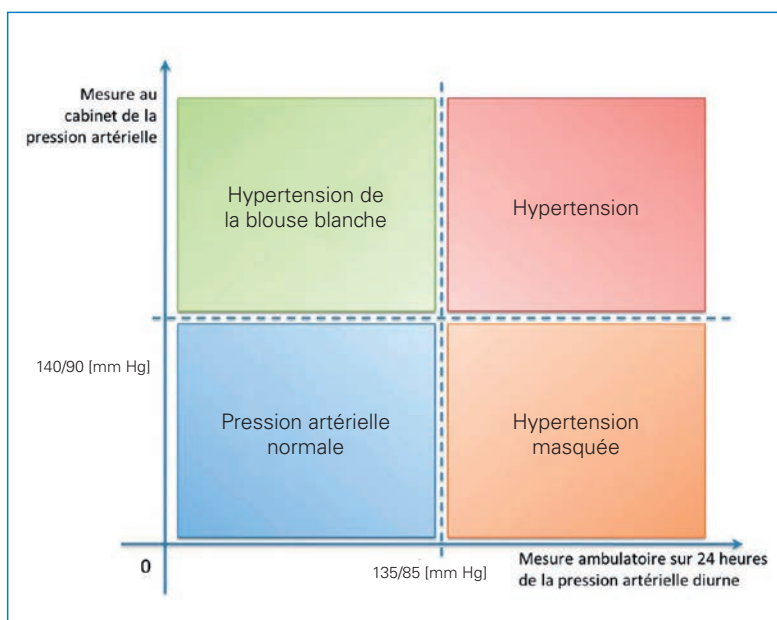 Mesure au
cabinet de la
pression artérielle
Hypertension de
la blouse blanche
Hypertension
140/90 [mm Hg]
Pression artérielle
normale
Hypertension
masquée
0
135/85 [mm Hg]
Mesure ambulatoire sur 24 heures
de la pression artérielle diurne